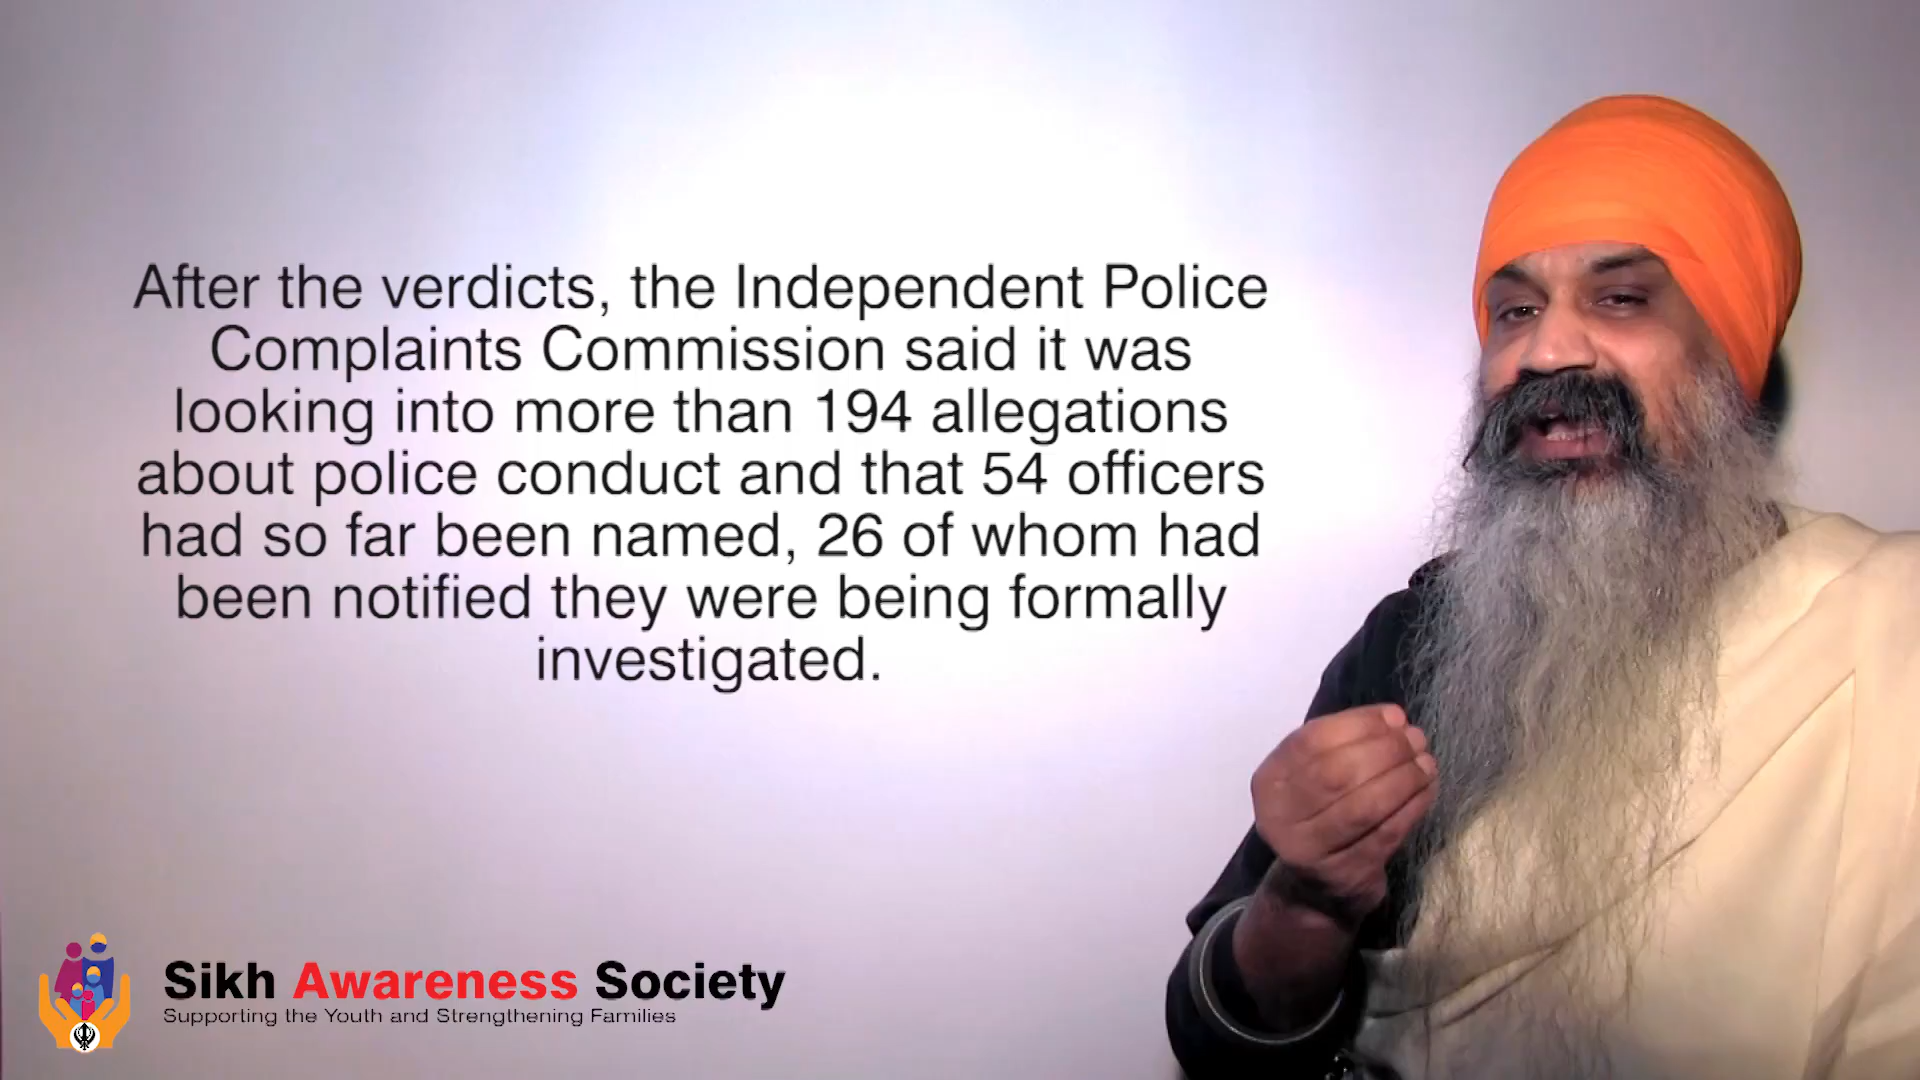 After the verdicts, the Independent Police
Complaints Commission said it was
looking into more than 194 allegations
about police conduct and that 54 officers
had so far been named, 26 of whom had
been notified they were being formally
investigated.
Sikh Awareness Society
Supporting the Youth and Strengthening Families